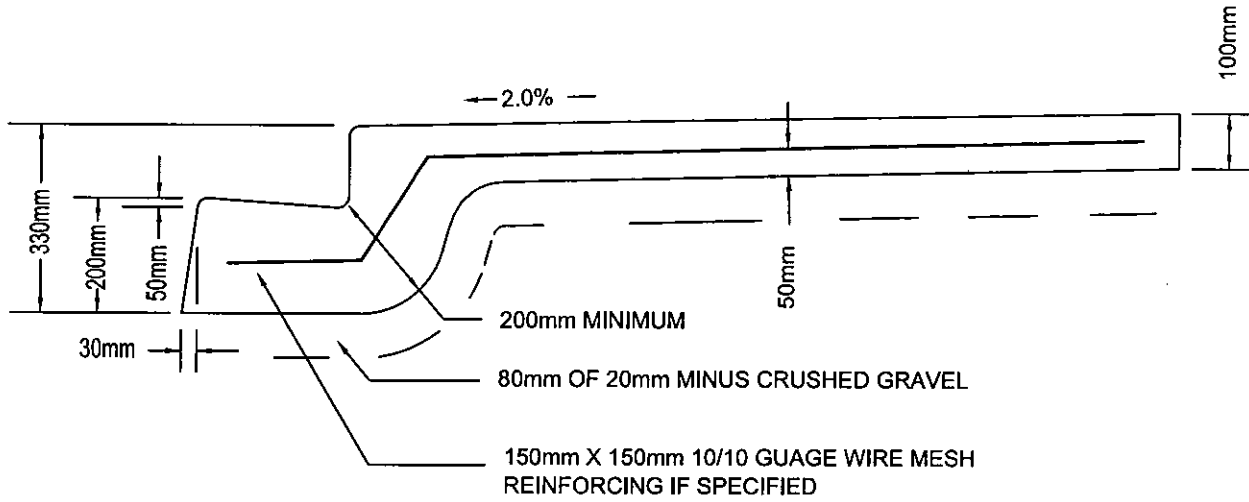 100mm
2.0%
330mm
200mm
50mm
50mm
30mm
200mm MINIMUM
80mm OF 20mm MINUS CRUSHED GRAVEL
150mm X 150mm 10/10 GUAGE WIRE MESH
REINFORCING IF SPECIFIED